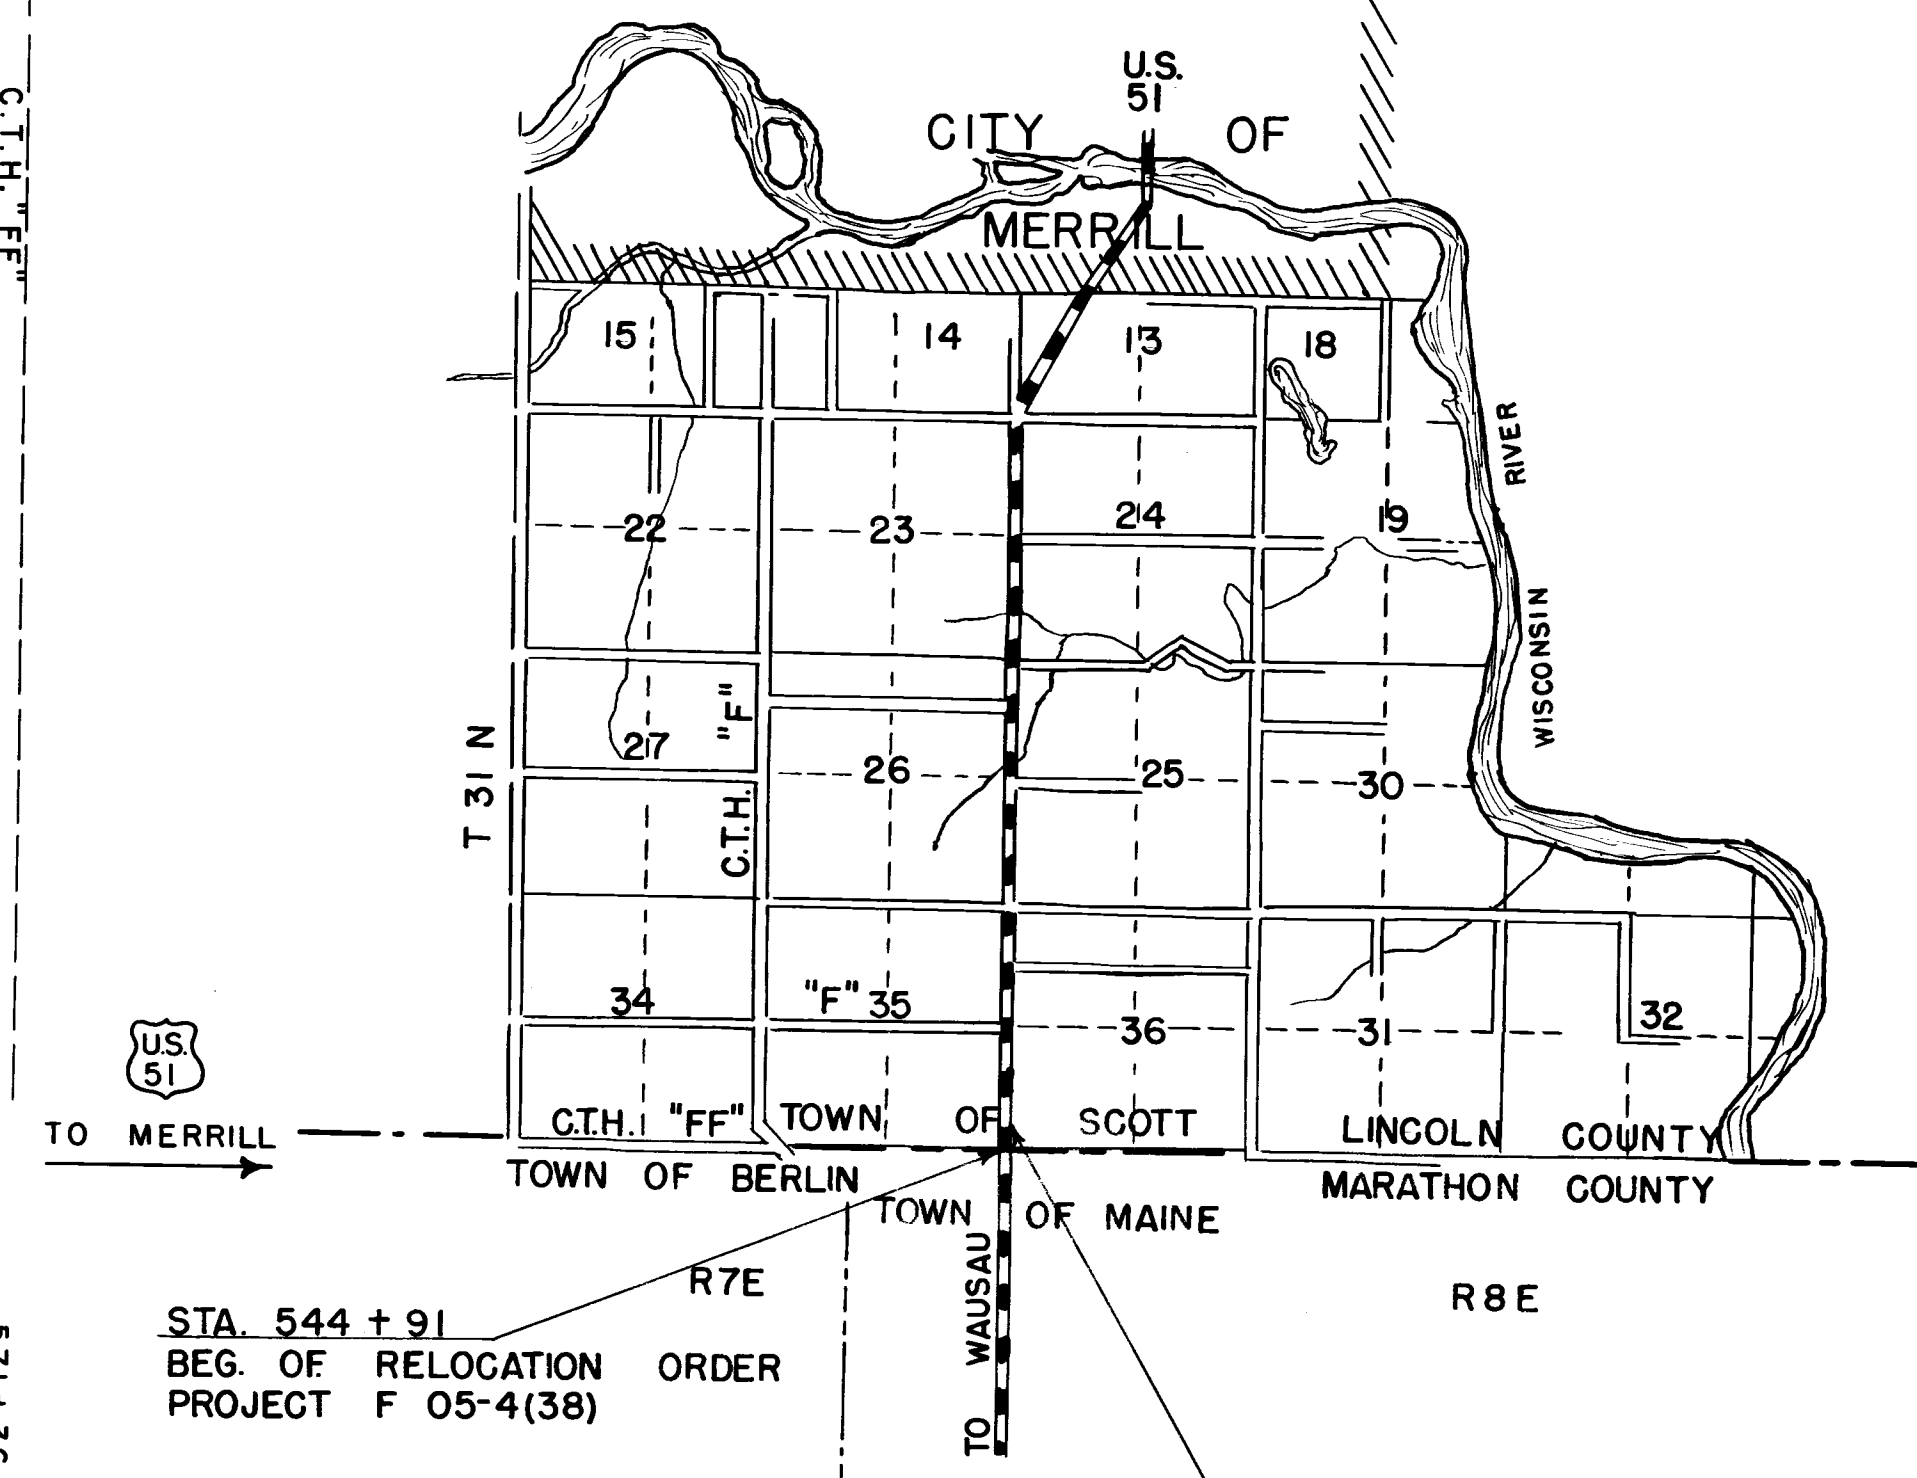 C.T.H. "FF"
U.S.
51
CITY OF
MERRILL
15
14
13
18
RIVER
22
23
24
19
WISCONSIN
T 31 N
C.T.H. "F"
27
26
25
30
34
"F" 35
36
31
32
U.S.
51
TO MERRILL
C.T.H. "FF"
TOWN OF SCOTT
LINCOLN COUNTY
TOWN OF BERLIN
MARATHON COUNTY
TOWN OF MAINE
TO WAUSAU
R7E
R8E
STA. 544 + 91
BEG. OF RELOCATION ORDER
PROJECT F 05-4(38)